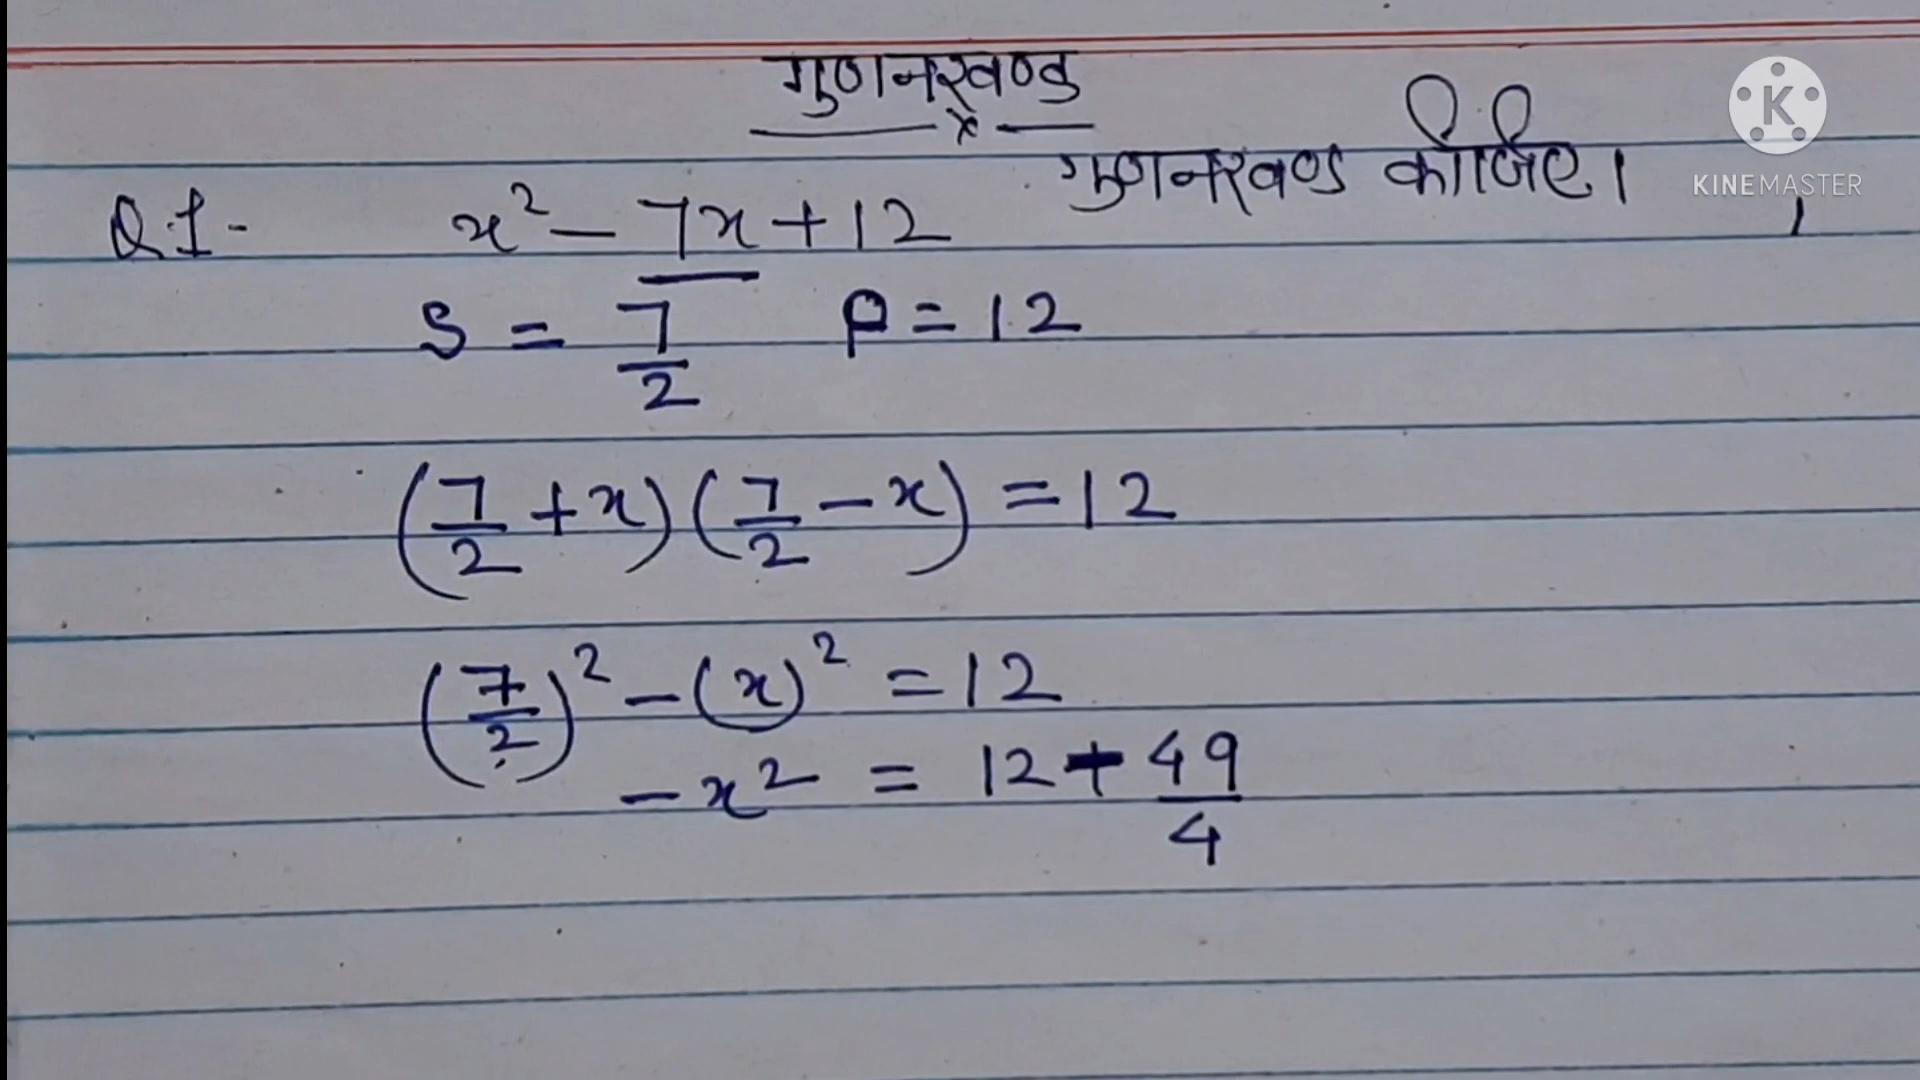 गुणनखण्ड
x
गुणनखण्ड कीजिए।
Q.1- x² - 7x + 12
S = 7/2 P = 12
(7/2 + x) (7/2 - x) = 12
(7/2)² - (x)² = 12
-x² = 12 - 49/4
K
KINEMASTER